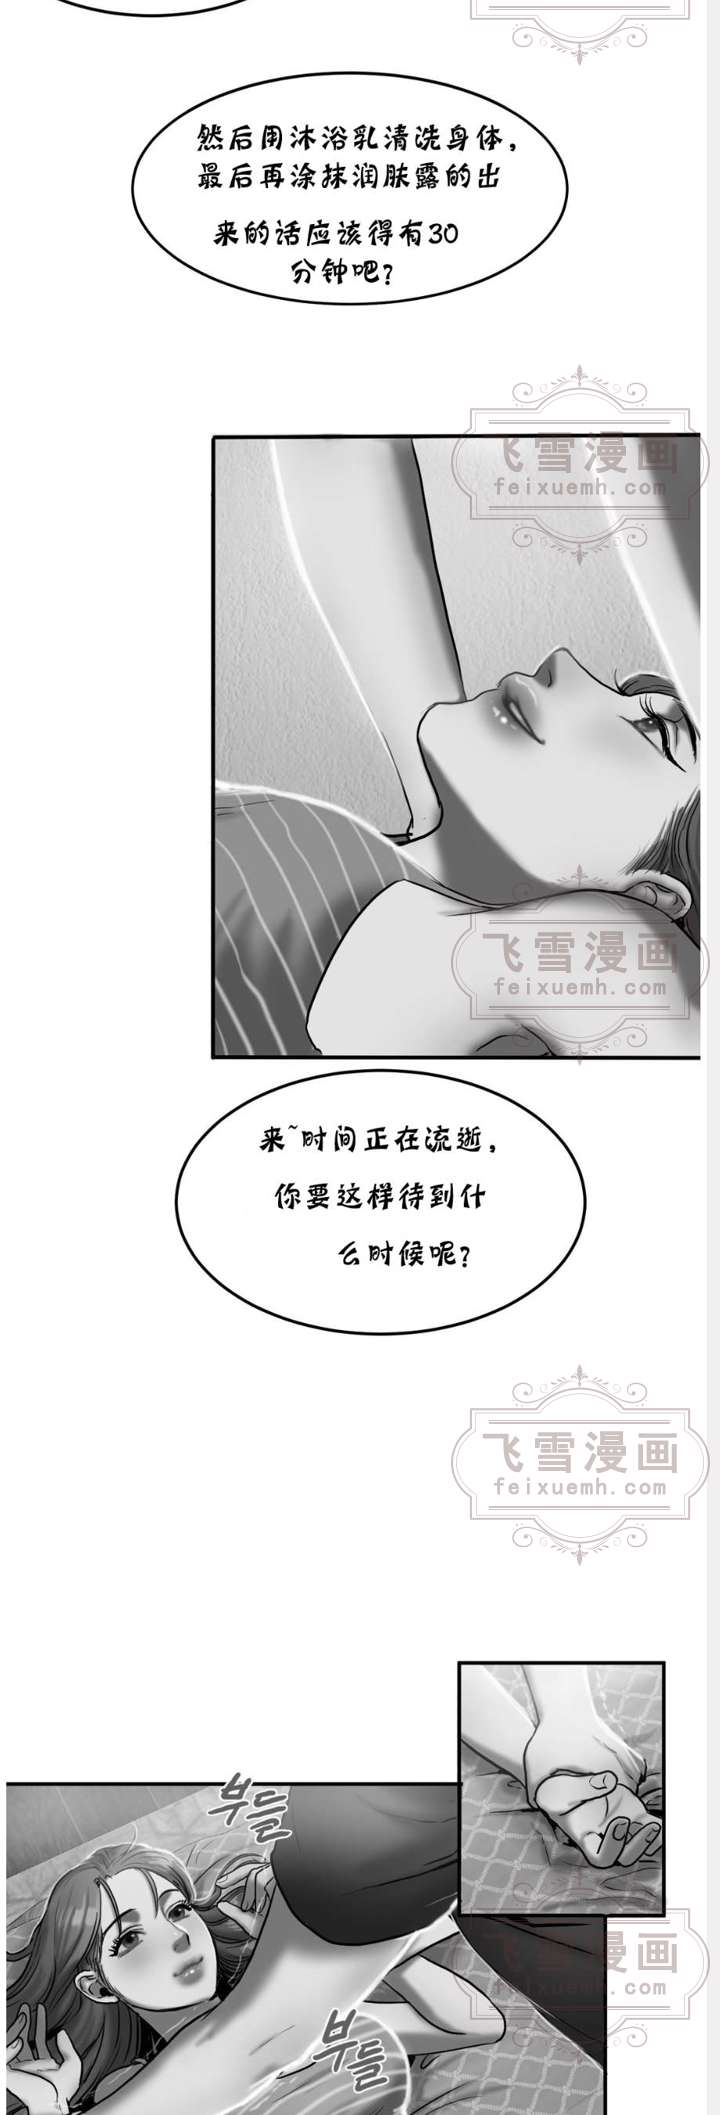 然后用沐浴乳清洗身体，
最后再涂抹润肤露的出
来的话应该得有30
分钟吧?
飞雪漫画
feixuemh.com
飞雪漫画
feixuemh.com
来~时间正在流逝，
你要这样待到什
么时候呢?
飞雪漫画
feixuemh.com
부들
飞雪漫画
feixuemh.com
부들